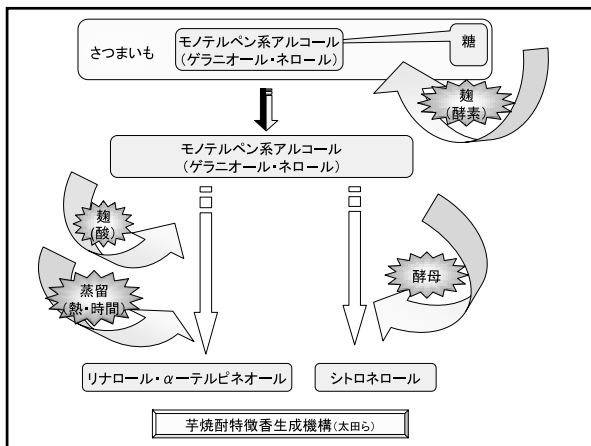 さつまいも
モノテルペン系アルコール
(ゲラニオール・ネロール)
糖
麹
(酵素)
モノテルペン系アルコール
(ゲラニオール・ネロール)
麹
(酸)
蒸留
(熱・時間)
酵母
リナロール・αーテルピネオール
シトロネロール
芋焼酎特徴香生成機構(太田ら)